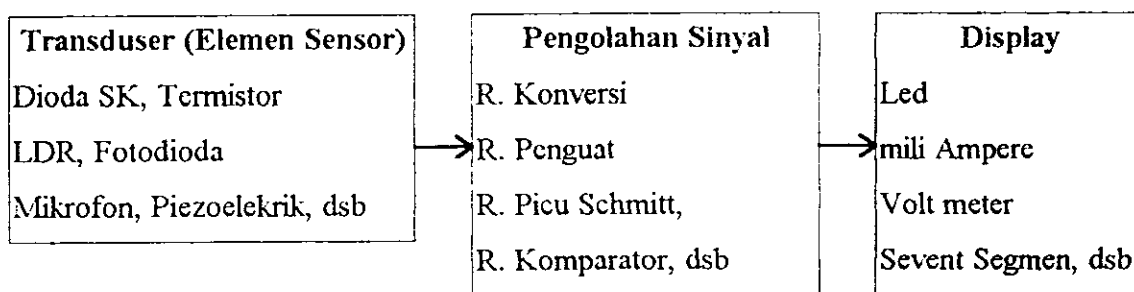 Transduser (Elemen Sensor)
Dioda SK, Termistor
LDR, Fotodioda
Mikrofon, Piezoelekrik, dsb
Pengolahan Sinyal
R. Konversi
R. Penguat
R. Picu Schmitt,
R. Komparator, dsb
Display
Led
mili Ampere
Volt meter
Sevent Segmen, dsb